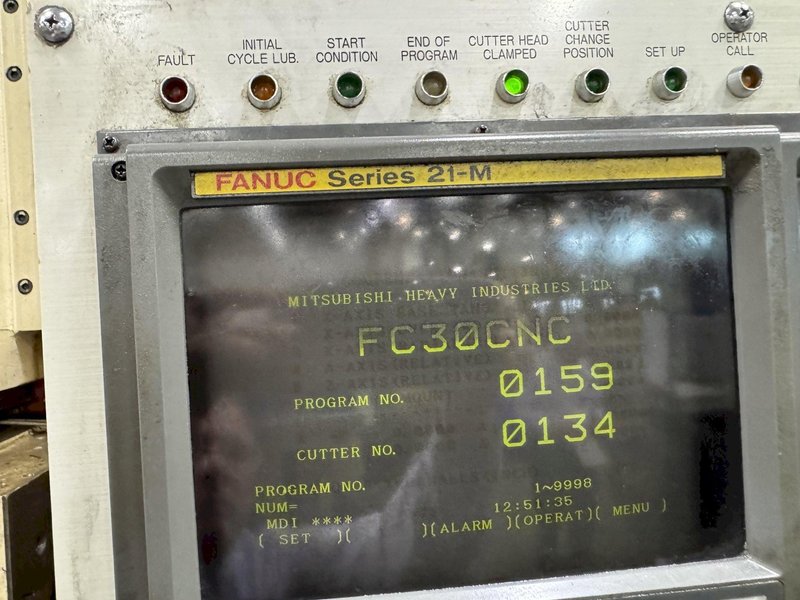 FAULT
INITIAL CYCLE LUB.
START CONDITION
END OF PROGRAM
CUTTER HEAD CLAMPED
CUTTER CHANGE POSITION
SET UP
OPERATOR CALL
FANUC Series 21-M
MITSUBISHI HEAVY INDUSTRIES LTD.
FC30CNC
PROGRAM NO. 0159
CUTTER NO. 0134
PROGRAM NO. 1~9998
NUM= 12:51:35
MDI ****
( SET )( )(ALARM )(OPERAT)( MENU )